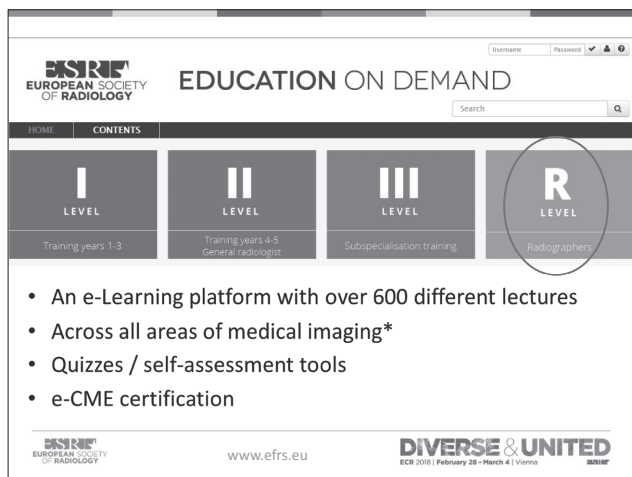 Username Password
ESR
EUROPEAN SOCIETY
OF RADIOLOGY
EDUCATION ON DEMAND
Search
HOME CONTENTS
I
LEVEL
Training years 1-3
II
LEVEL
Training years 4-5
General radiologist
III
LEVEL
Subspecialisation training
R
LEVEL
Radiographers
• An e-Learning platform with over 600 different lectures
• Across all areas of medical imaging*
• Quizzes / self-assessment tools
• e-CME certification
ESR
EUROPEAN SOCIETY
OF RADIOLOGY
www.efrs.eu
DIVERSE & UNITED
ECR 2018 | February 28 - March 4 | Vienna